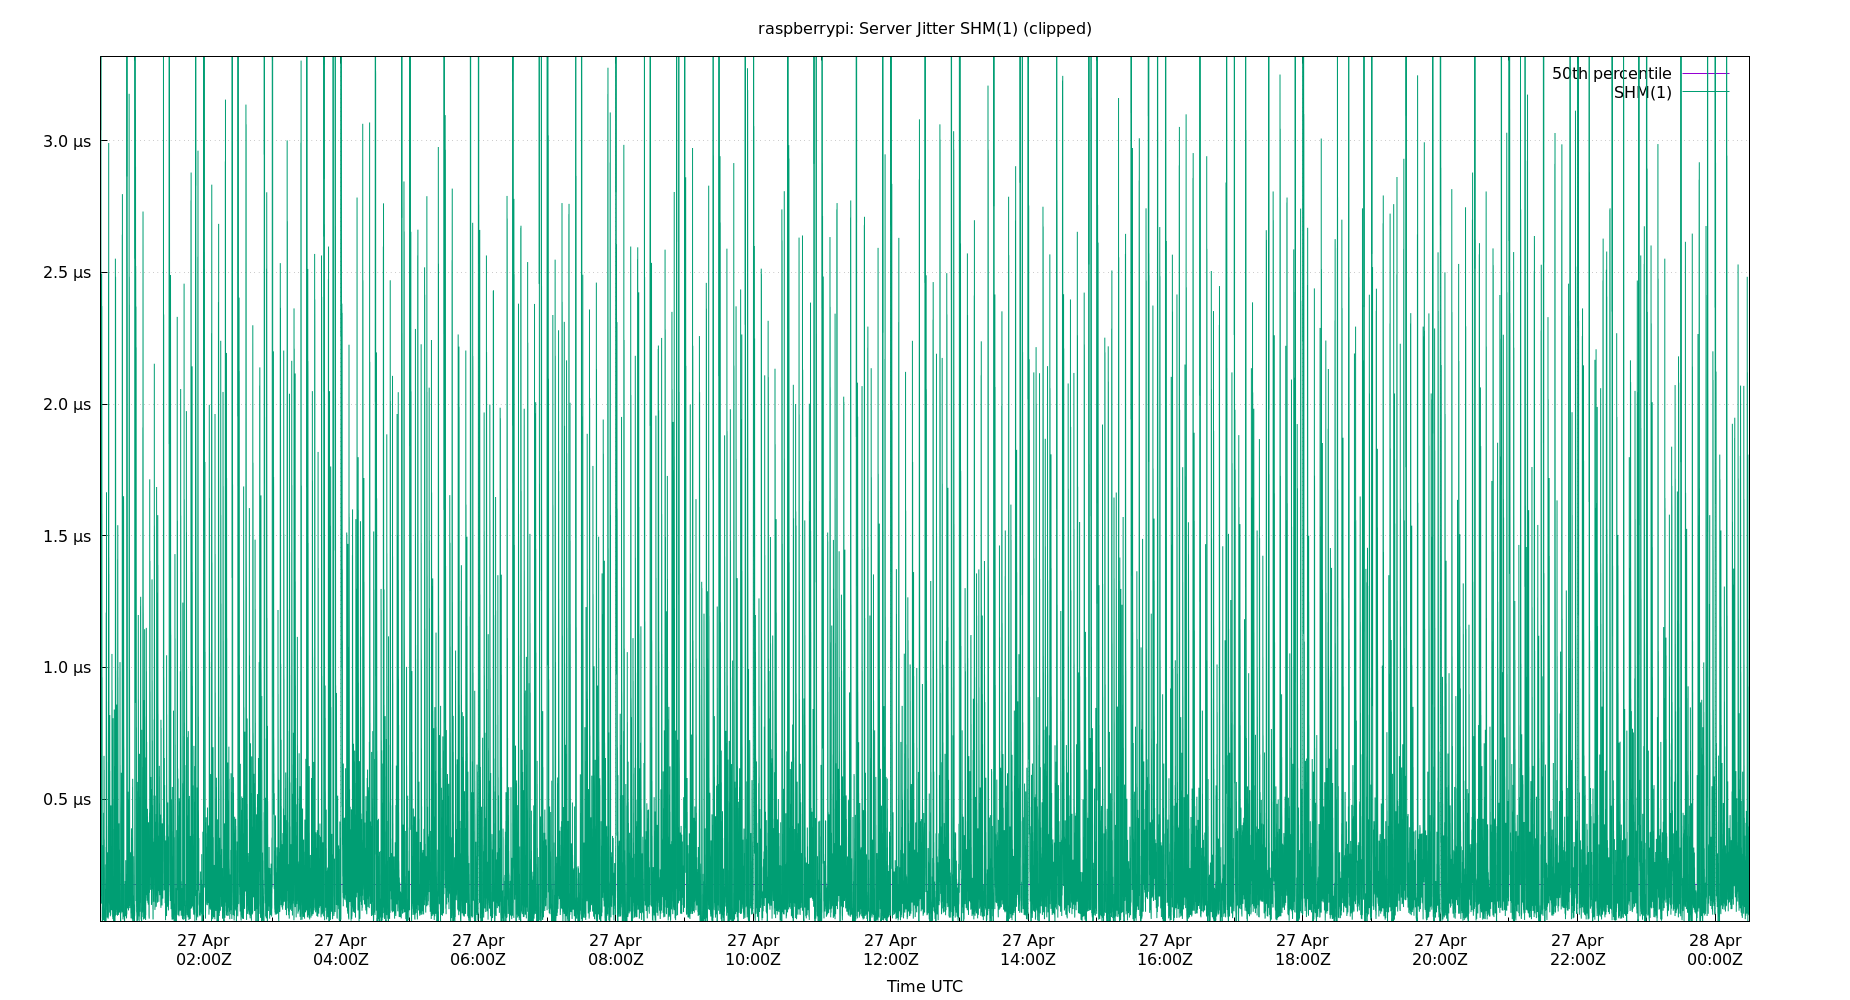 raspberrypi: Server Jitter SHM(1) (clipped)
50th percentile
SHM(1)
3.0 µs
2.5 µs
2.0 µs
1.5 µs
1.0 µs
0.5 µs
27 Apr 27 Apr 27 Apr 27 Apr 27 Apr 27 Apr 27 Apr 27 Apr 27 Apr 27 Apr 27 Apr 28 Apr
02:00Z 04:00Z 06:00Z 08:00Z 10:00Z 12:00Z 14:00Z 16:00Z 18:00Z 20:00Z 22:00Z 00:00Z
Time UTC